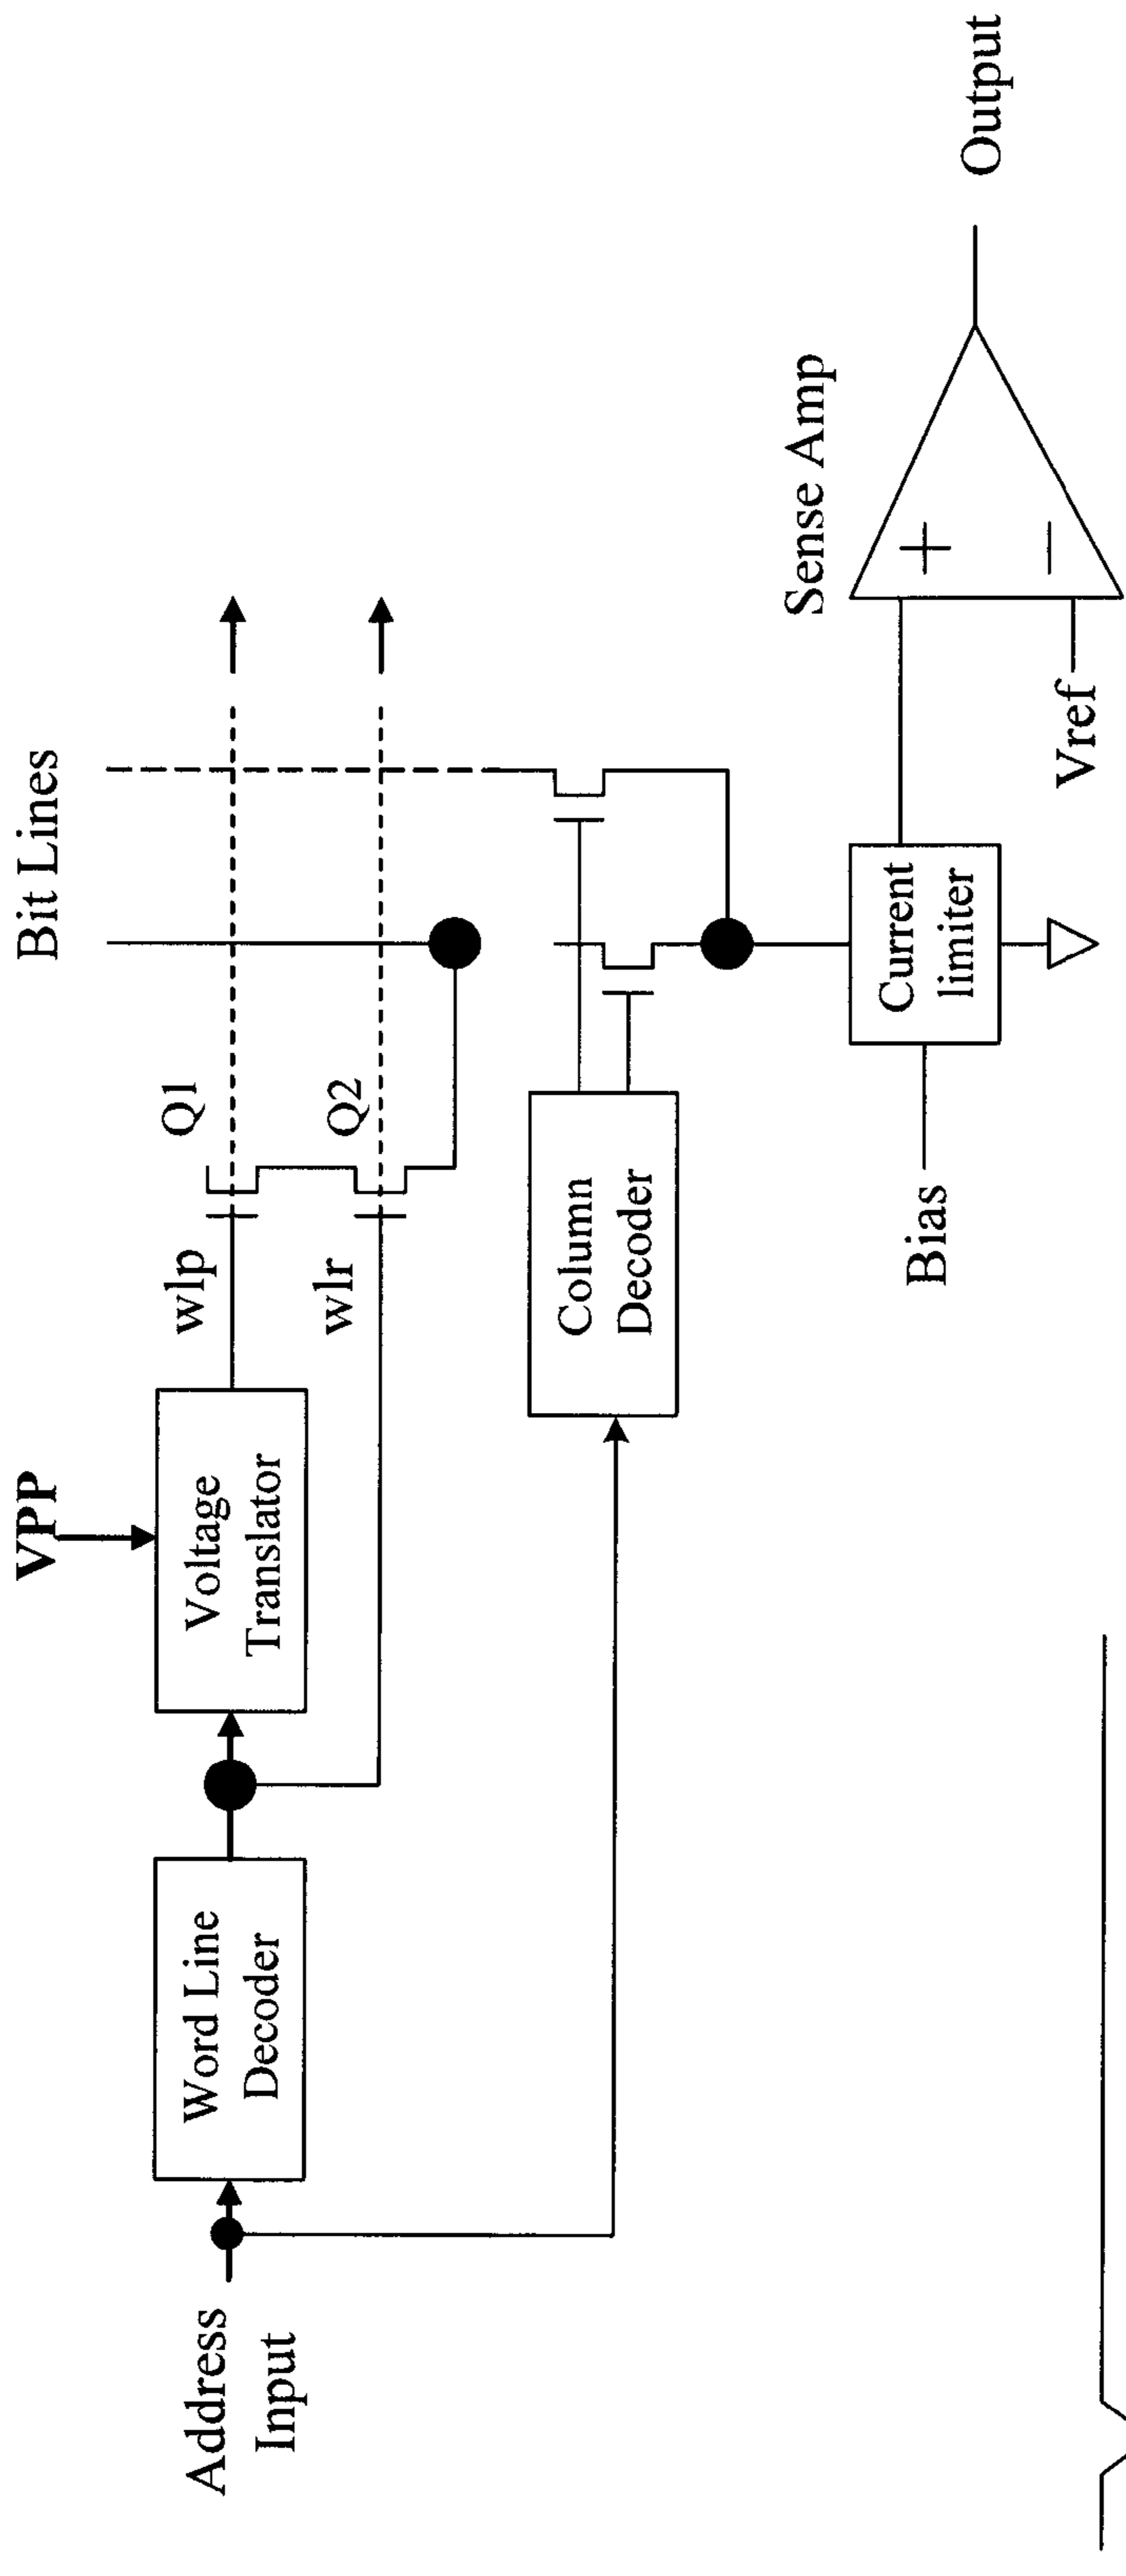 VPP
Bit Lines
Address
Input
Word Line
Decoder
Voltage
Translator
wlp
Q1
wlr
Q2
Column
Decoder
Sense Amp
Bias
Current
limiter
+
−
Vref
Output